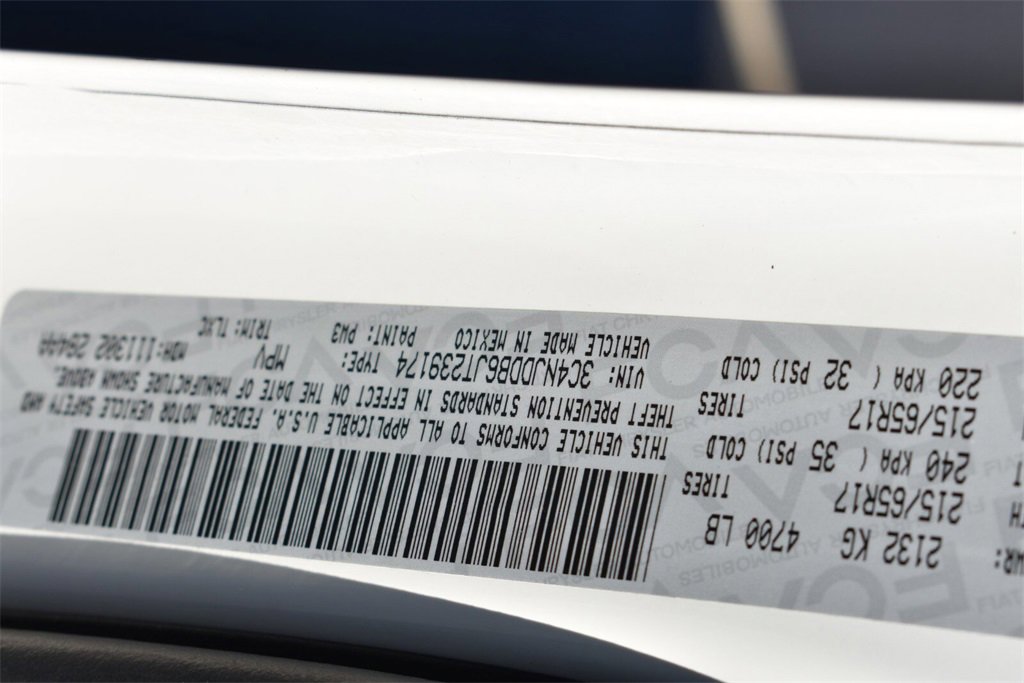 2132 KG 4700 LB
215/65R17 TIRES
240 KPA ( 35 PSI) COLD
215/65R17 TIRES
220 KPA ( 32 PSI) COLD
THIS VEHICLE CONFORMS TO ALL APPLICABLE U.S.A. FEDERAL MOTOR VEHICLE SAFETY AND
THEFT PREVENTION STANDARDS IN EFFECT ON THE DATE OF MANUFACTURE SHOWN ABOVE.
VIN: 3C4NJDDB6JT239174 TYPE: MPV MDH:111302
VEHICLE MADE IN MEXICO PAINT: PW3 TRIM: TLXC